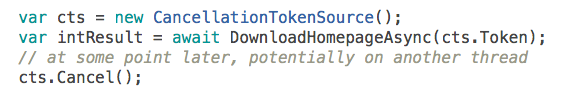 var cts = new CancellationTokenSource();
var intResult = await DownloadHomepageAsync(cts.Token);
// at some point later, potentially on another thread
cts.Cancel();